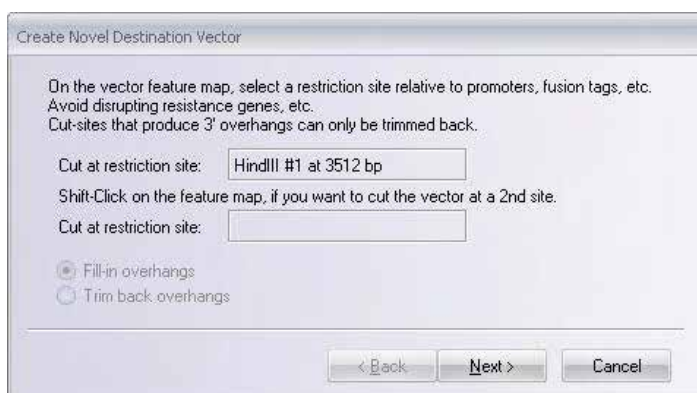 Create Novel Destination Vector
On the vector feature map, select a restriction site relative to promoters, fusion tags, etc.
Avoid disrupting resistance genes, etc.
Cut-sites that produce 3' overhangs can only be trimmed back.
Cut at restriction site: HindIII #1 at 3512 bp
Shift-Click on the feature map, if you want to cut the vector at a 2nd site.
Cut at restriction site:
Fill-in overhangs
Trim back overhangs
< Back Next > Cancel